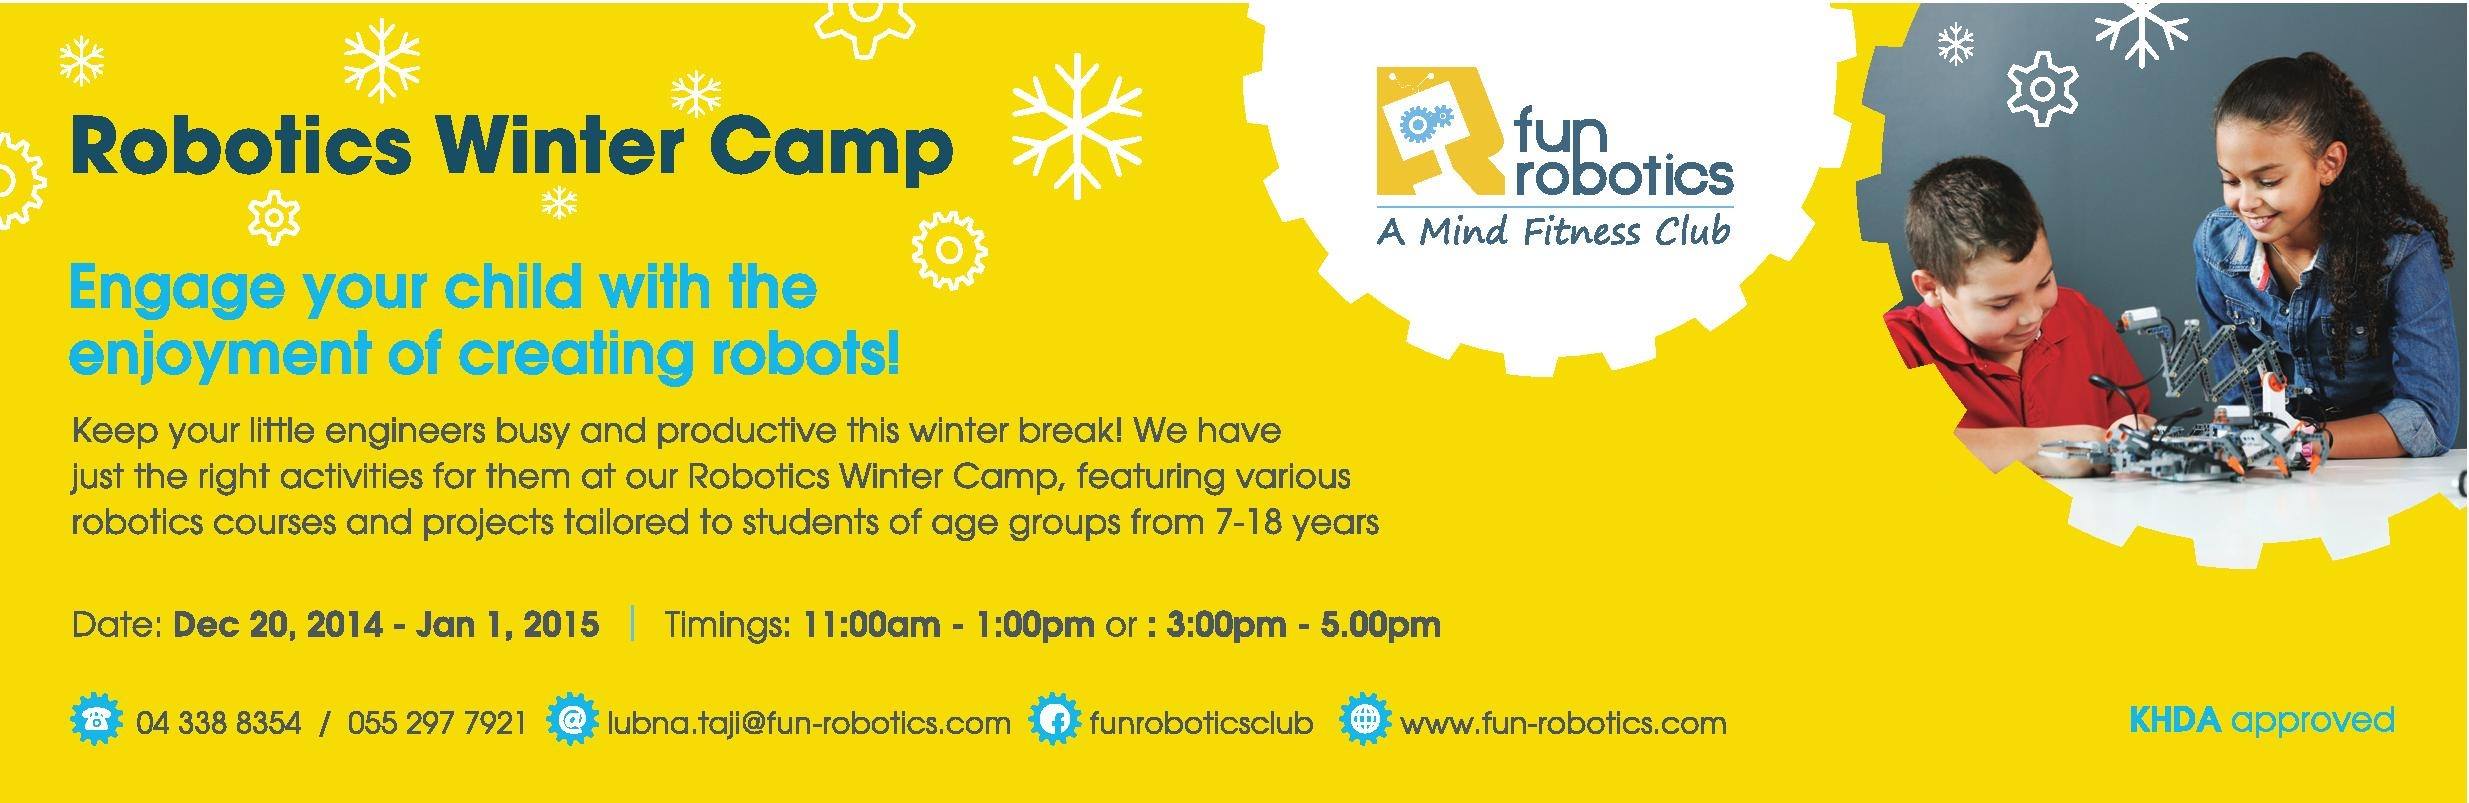 Robotics Winter Camp
fun
robotics
A Mind Fitness Club
Engage your child with the
enjoyment of creating robots!
Keep your little engineers busy and productive this winter break! We have
just the right activities for them at our Robotics Winter Camp, featuring various
robotics courses and projects tailored to students of age groups from 7-18 years
Date: Dec 20, 2014 - Jan 1, 2015 | Timings: 11:00am - 1:00pm or : 3:00pm - 5.00pm
04 338 8354 / 055 297 7921 @ lubna.taji@fun-robotics.com f funroboticsclub www.fun-robotics.com
KHDA approved